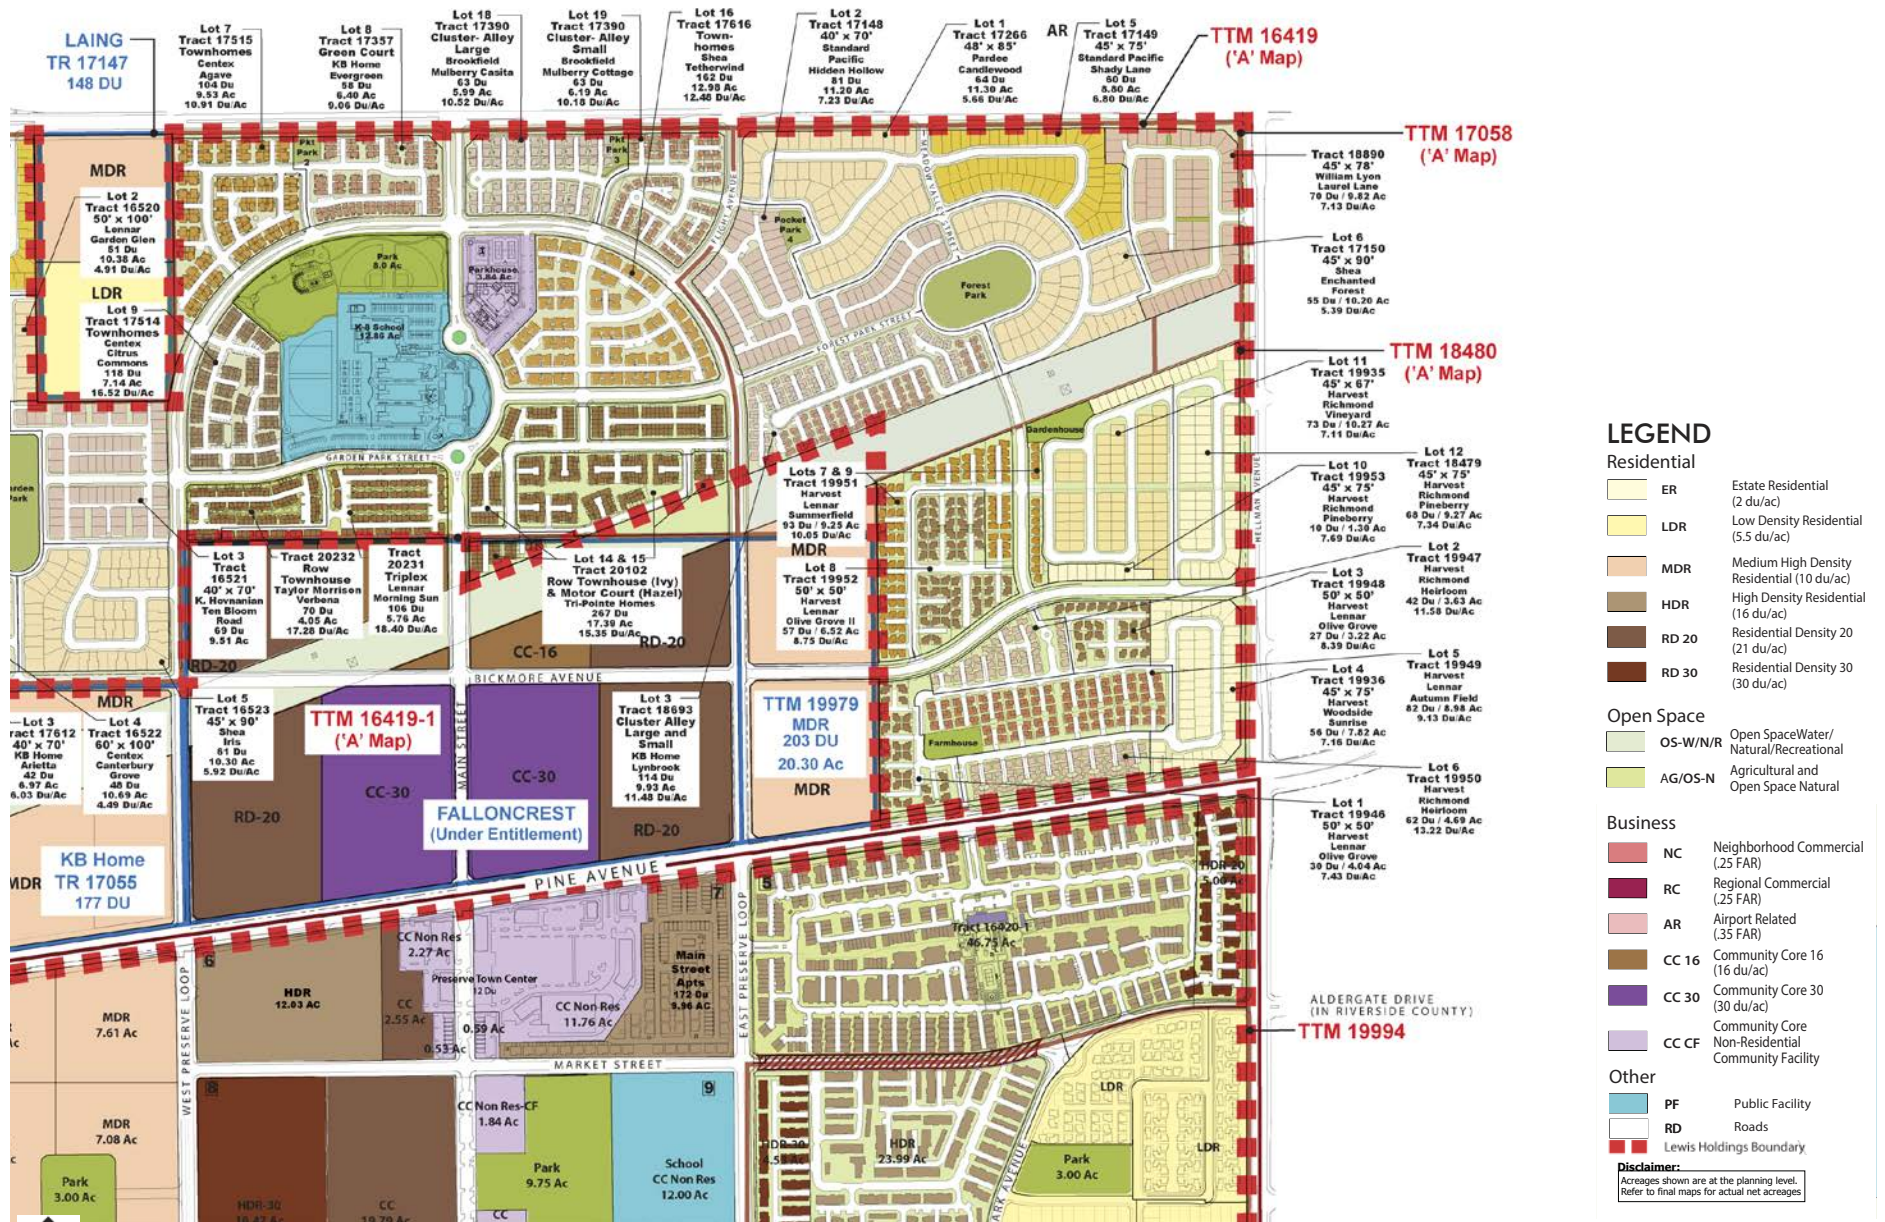 LAING
TR 17147
148 DU
Lot 7
Tract 17515
Townhomes
Centex
Agave
104 Du
9.53 Ac
10.91 Du/Ac
Lot 8
Tract 17357
Green Court
KB Home
Evergreen
58 Du
6.40 Ac
9.06 Du/Ac
Lot 18
Tract 17390
Cluster- Alley
Large
Brookfield
Mulberry Casita
63 Du
5.99 Ac
10.52 Du/Ac
Lot 19
Tract 17390
Cluster- Alley
Small
Brookfield
Mulberry Cottage
63 Du
6.19 Ac
10.18 Du/Ac
Lot 16
Tract 17616
Town-
homes
Shea
Tetherwind
162 Du
12.98 Ac
12.48 Du/Ac
Lot 2
Tract 17148
40' x 70'
Standard
Pacific
Hidden Hollow
81 Du
11.20 Ac
7.23 Du/Ac
Lot 1
Tract 17266
48' x 85'
Pardee
Candlewood
64 Du
11.30 Ac
5.66 Du/Ac
AR
Lot 5
Tract 17149
45' x 75'
Standard Pacific
Shady Lane
60 Du
8.80 Ac
6.80 Du/Ac
TTM 16419
('A' Map)
TTM 17058
('A' Map)
Tract 18890
45' x 78'
William Lyon
Laurel Lane
70 Du / 9.82 Ac
7.13 Du/Ac
Lot 6
Tract 17150
45' x 90'
Shea
Enchanted
Forest
55 Du / 10.20 Ac
5.39 Du/Ac
TTM 18480
('A' Map)
Lot 11
Tract 19935
45' x 67'
Harvest
Richmond
Vineyard
73 Du / 10.27 Ac
7.11 Du/Ac
Lot 10
Tract 19953
45' x 75'
Harvest
Richmond
Pineberry
10 Du / 1.30 Ac
7.69 Du/Ac
Lot 12
Tract 18479
45' x 75'
Harvest
Richmond
Pineberry
68 Du / 9.27 Ac
7.34 Du/Ac
Lot 2
Tract 19947
Harvest
Richmond
Heirloom
42 Du / 3.63 Ac
11.58 Du/Ac
Lot 3
Tract 19948
50' x 50'
Harvest
Lennar
Olive Grove
27 Du / 3.22 Ac
8.39 Du/Ac
Lot 5
Tract 19949
Harvest
Lennar
Autumn Field
82 Du / 8.98 Ac
9.13 Du/Ac
Lot 4
Tract 19936
45' x 75'
Harvest
Woodside
Sunrise
56 Du / 7.82 Ac
7.16 Du/Ac
Lot 6
Tract 19950
Harvest
Richmond
Heirloom
62 Du / 4.69 Ac
13.22 Du/Ac
Lot 1
Tract 19946
50' x 50'
Harvest
Lennar
Olive Grove
30 Du / 4.04 Ac
7.43 Du/Ac
MDR
Lot 2
Tract 16520
50' x 100'
Lennar
Garden Glen
51 Du
10.38 Ac
4.91 Du/Ac
LDR
Lot 9
Tract 17514
Townhomes
Centex
Citrus
Commons
118 Du
7.14 Ac
16.52 Du/Ac
Pkt
Park
2
Pkt
Park
3
Park
8.0 Ac
Parkhouse
3.84 Ac
K-8 School
12.86 Ac
Pocket
Park
4
Forest
Park
FLIGHT AVENUE
MEADOW VALLEY STREET
FOREST PARK STREET
GARDEN PARK STREET
Gardenhouse
HELLMAN AVENUE
Park
Lots 7 & 9
Tract 19951
Harvest
Lennar
Summerfield
93 Du / 9.25 Ac
10.05 Du/Ac
MDR
Lot 8
Tract 19952
50' x 50'
Harvest
Lennar
Olive Grove II
57 Du / 6.52 Ac
8.75 Du/Ac
Lot 3
Tract
16521
40' x 70'
K. Hovnanian
Ten Bloom
Road
69 Du
9.51 Ac
Tract 20232
Row
Townhouse
Taylor Morrison
Verbena
70 Du
4.05 Ac
17.28 Du/Ac
Tract
20231
Triplex
Lennar
Morning Sun
106 Du
5.76 Ac
18.40 Du/Ac
Lot 14 & 15
Tract 20102
Row Townhouse (Ivy)
& Motor Court (Hazel)
Tri-Pointe Homes
267 Du
17.39 Ac
15.35 Du/Ac
RD-20
CC-16
RD-20
BICKMORE AVENUE
MAIN STREET
MDR
Lot 3
ract 17612
40' x 70'
KB Home
Arietta
42 Du
6.97 Ac
6.03 Du/Ac
Lot 4
Tract 16522
60' x 100'
Centex
Canterbury
Grove
48 Du
10.69 Ac
4.49 Du/Ac
Lot 5
Tract 16523
45' x 90'
Shea
Iris
61 Du
10.30 Ac
5.92 Du/Ac
TTM 16419-1
('A' Map)
CC-30
CC-30
RD-20
Lot 3
Tract 18693
Cluster Alley
Large and
Small
KB Home
Lynbrook
114 Du
9.93 Ac
11.48 Du/Ac
RD-20
FALLONCREST
(Under Entitlement)
TTM 19979
MDR
203 DU
20.30 Ac
MDR
Farmhouse
KB Home
TR 17055
177 DU
MDR
PINE AVENUE
WEST PRESERVE LOOP
EAST PRESERVE LOOP
6
HDR
12.03 AC
CC
2.55 Ac
CC Non Res
2.27 Ac
Preserve Town Center
12 Du
CC Non Res
11.76 Ac
0.59 Ac
0.53 Ac
7
Main
Street
Apts
172 Du
9.96 AC
5
Tract 16420-1
46.75 Ac
HDR-20
5.00 Ac
MARKET STREET
MDR
7.61 Ac
MDR
7.08 Ac
Park
3.00 Ac
8
HDR-30
CC
CC Non Res-CF
1.84 Ac
Park
9.75 Ac
CC
9
School
CC Non Res
12.00 Ac
HDR-30
HDR
23.99 Ac
LDR
LDR
Park
3.00 Ac
ARK AVENUE
ALDERGATE DRIVE
(IN RIVERSIDE COUNTY)
TTM 19994
LEGEND
Residential
ER Estate Residential
(2 du/ac)
LDR Low Density Residential
(5.5 du/ac)
MDR Medium High Density
Residential (10 du/ac)
HDR High Density Residential
(16 du/ac)
RD 20 Residential Density 20
(21 du/ac)
RD 30 Residential Density 30
(30 du/ac)
Open Space
OS-W/N/R Open SpaceWater/
Natural/Recreational
AG/OS-N Agricultural and
Open Space Natural
Business
NC Neighborhood Commercial
(.25 FAR)
RC Regional Commercial
(.25 FAR)
AR Airport Related
(.35 FAR)
CC 16 Community Core 16
(16 du/ac)
CC 30 Community Core 30
(30 du/ac)
CC CF Community Core
Non-Residential
Community Facility
Other
PF Public Facility
RD Roads
Lewis Holdings Boundary
Disclaimer:
Acreages shown are at the planning level.
Refer to final maps for actual net acreages